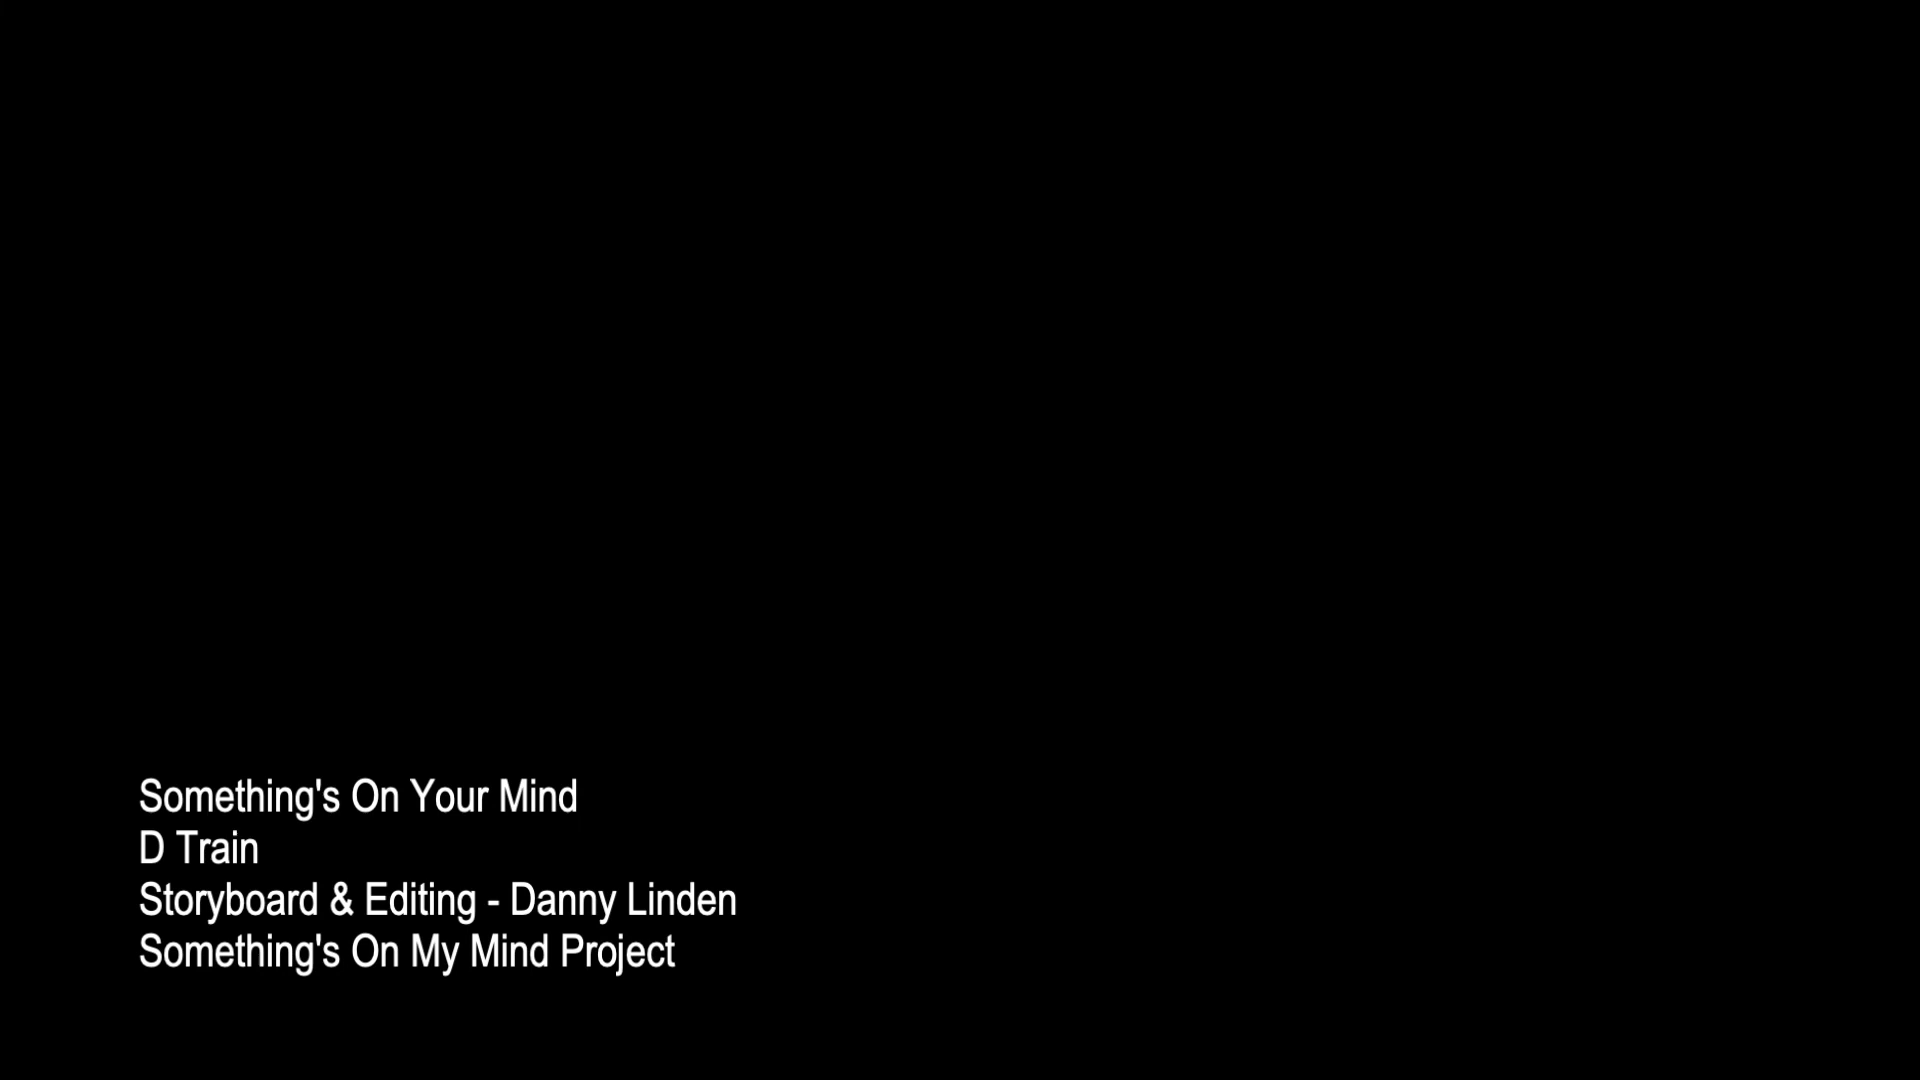 Something's On Your Mind
D Train
Storyboard & Editing - Danny Linden
Something's On My Mind Project